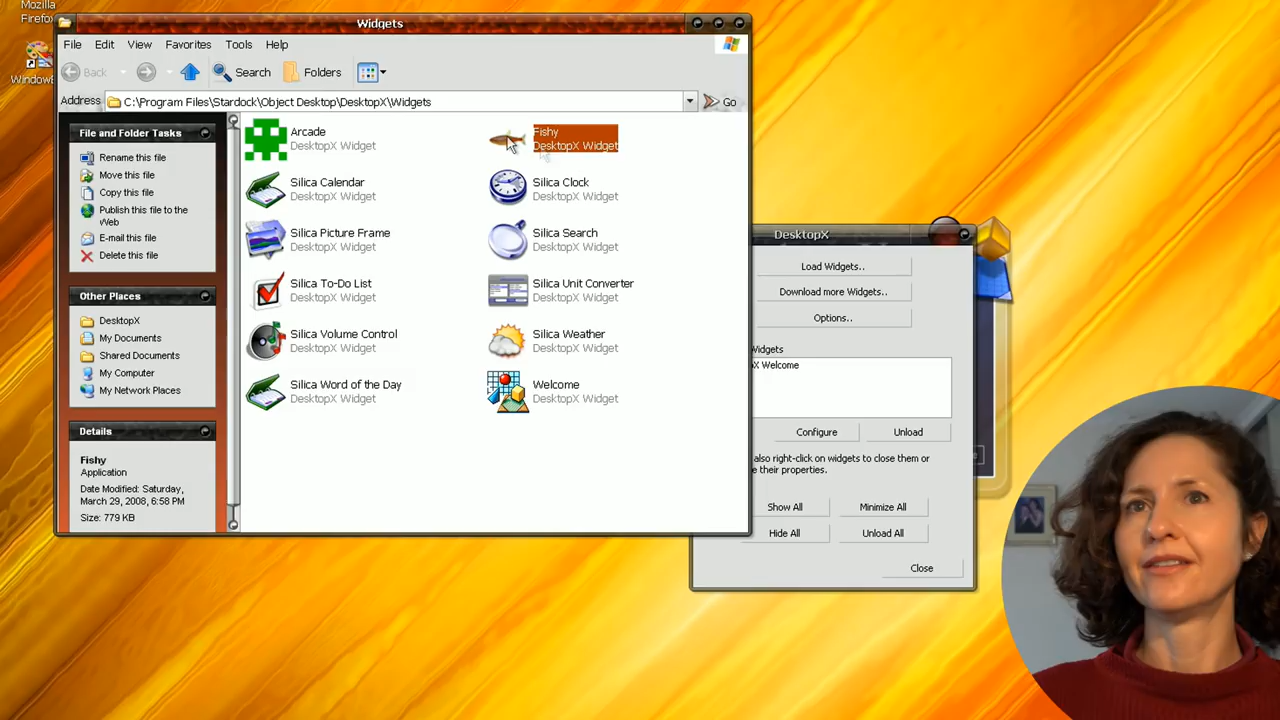 Mozilla
Firefo
Window
Widgets
File Edit View Favorites Tools Help
Back Search Folders
Address C:\Program Files\Stardock\Object Desktop\DesktopX\Widgets Go
File and Folder Tasks
Rename this file
Move this file
Copy this file
Publish this file to the
Web
E-mail this file
Delete this file
Other Places
DesktopX
My Documents
Shared Documents
My Computer
My Network Places
Details
Fishy
Application
Date Modified: Saturday,
March 29, 2008, 6:58 PM
Size: 779 KB
Arcade
DesktopX Widget
Fishy
DesktopX Widget
Silica Calendar
DesktopX Widget
Silica Clock
DesktopX Widget
Silica Picture Frame
DesktopX Widget
Silica Search
DesktopX Widget
Silica To-Do List
DesktopX Widget
Silica Unit Converter
DesktopX Widget
Silica Volume Control
DesktopX Widget
Silica Weather
DesktopX Widget
Silica Word of the Day
DesktopX Widget
Welcome
DesktopX Widget
DesktopX
Load Widgets..
Download more Widgets..
Options..
Widgets
X Welcome
Configure Unload
also right-click on widgets to close them or
e their properties.
Show All Minimize All
Hide All Unload All
Close